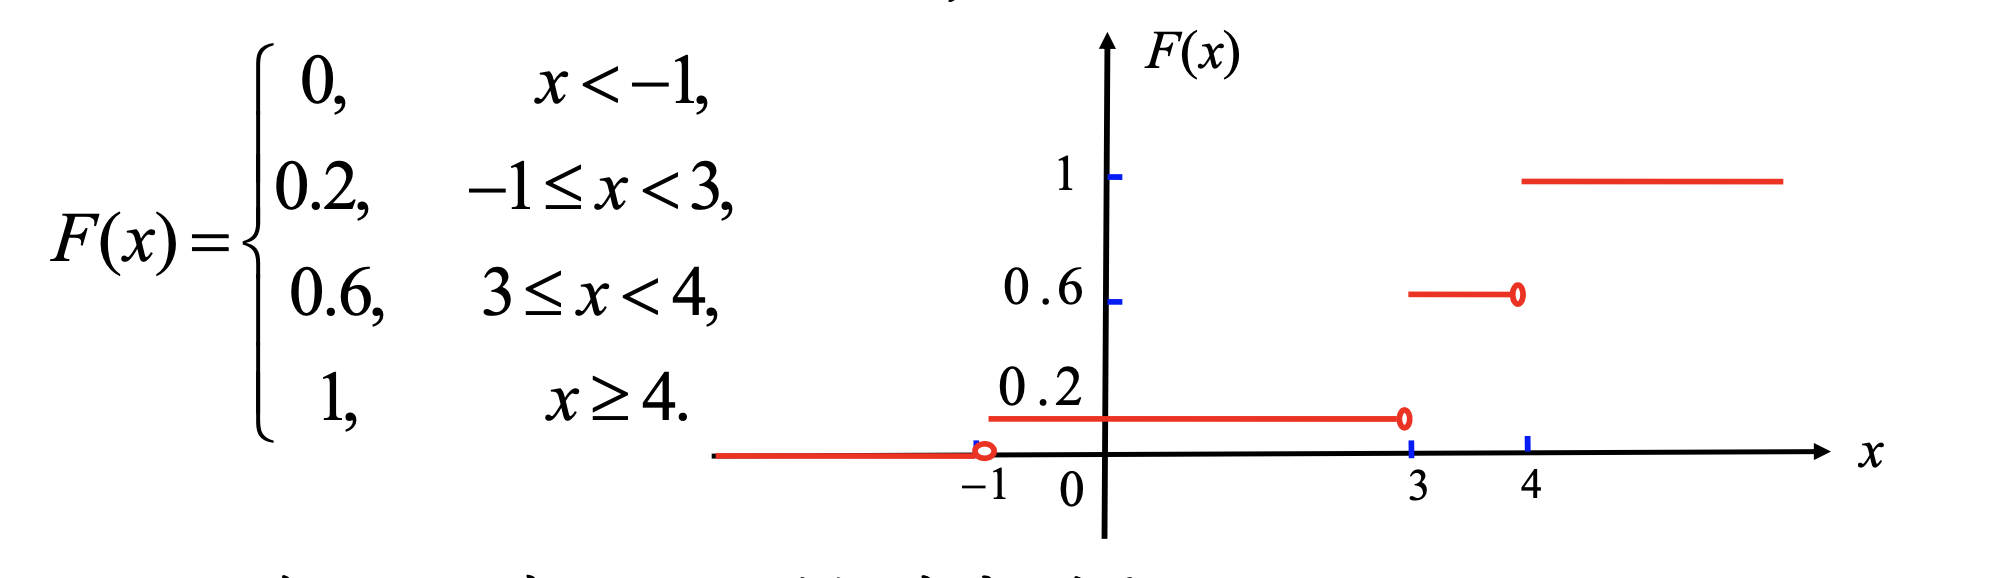 F(x) =
0, x < −1,
0.2, −1 ≤ x < 3,
0.6, 3 ≤ x < 4,
1, x ≥ 4.
F(x)
1
0.6
0.2
−1 0 3 4 x